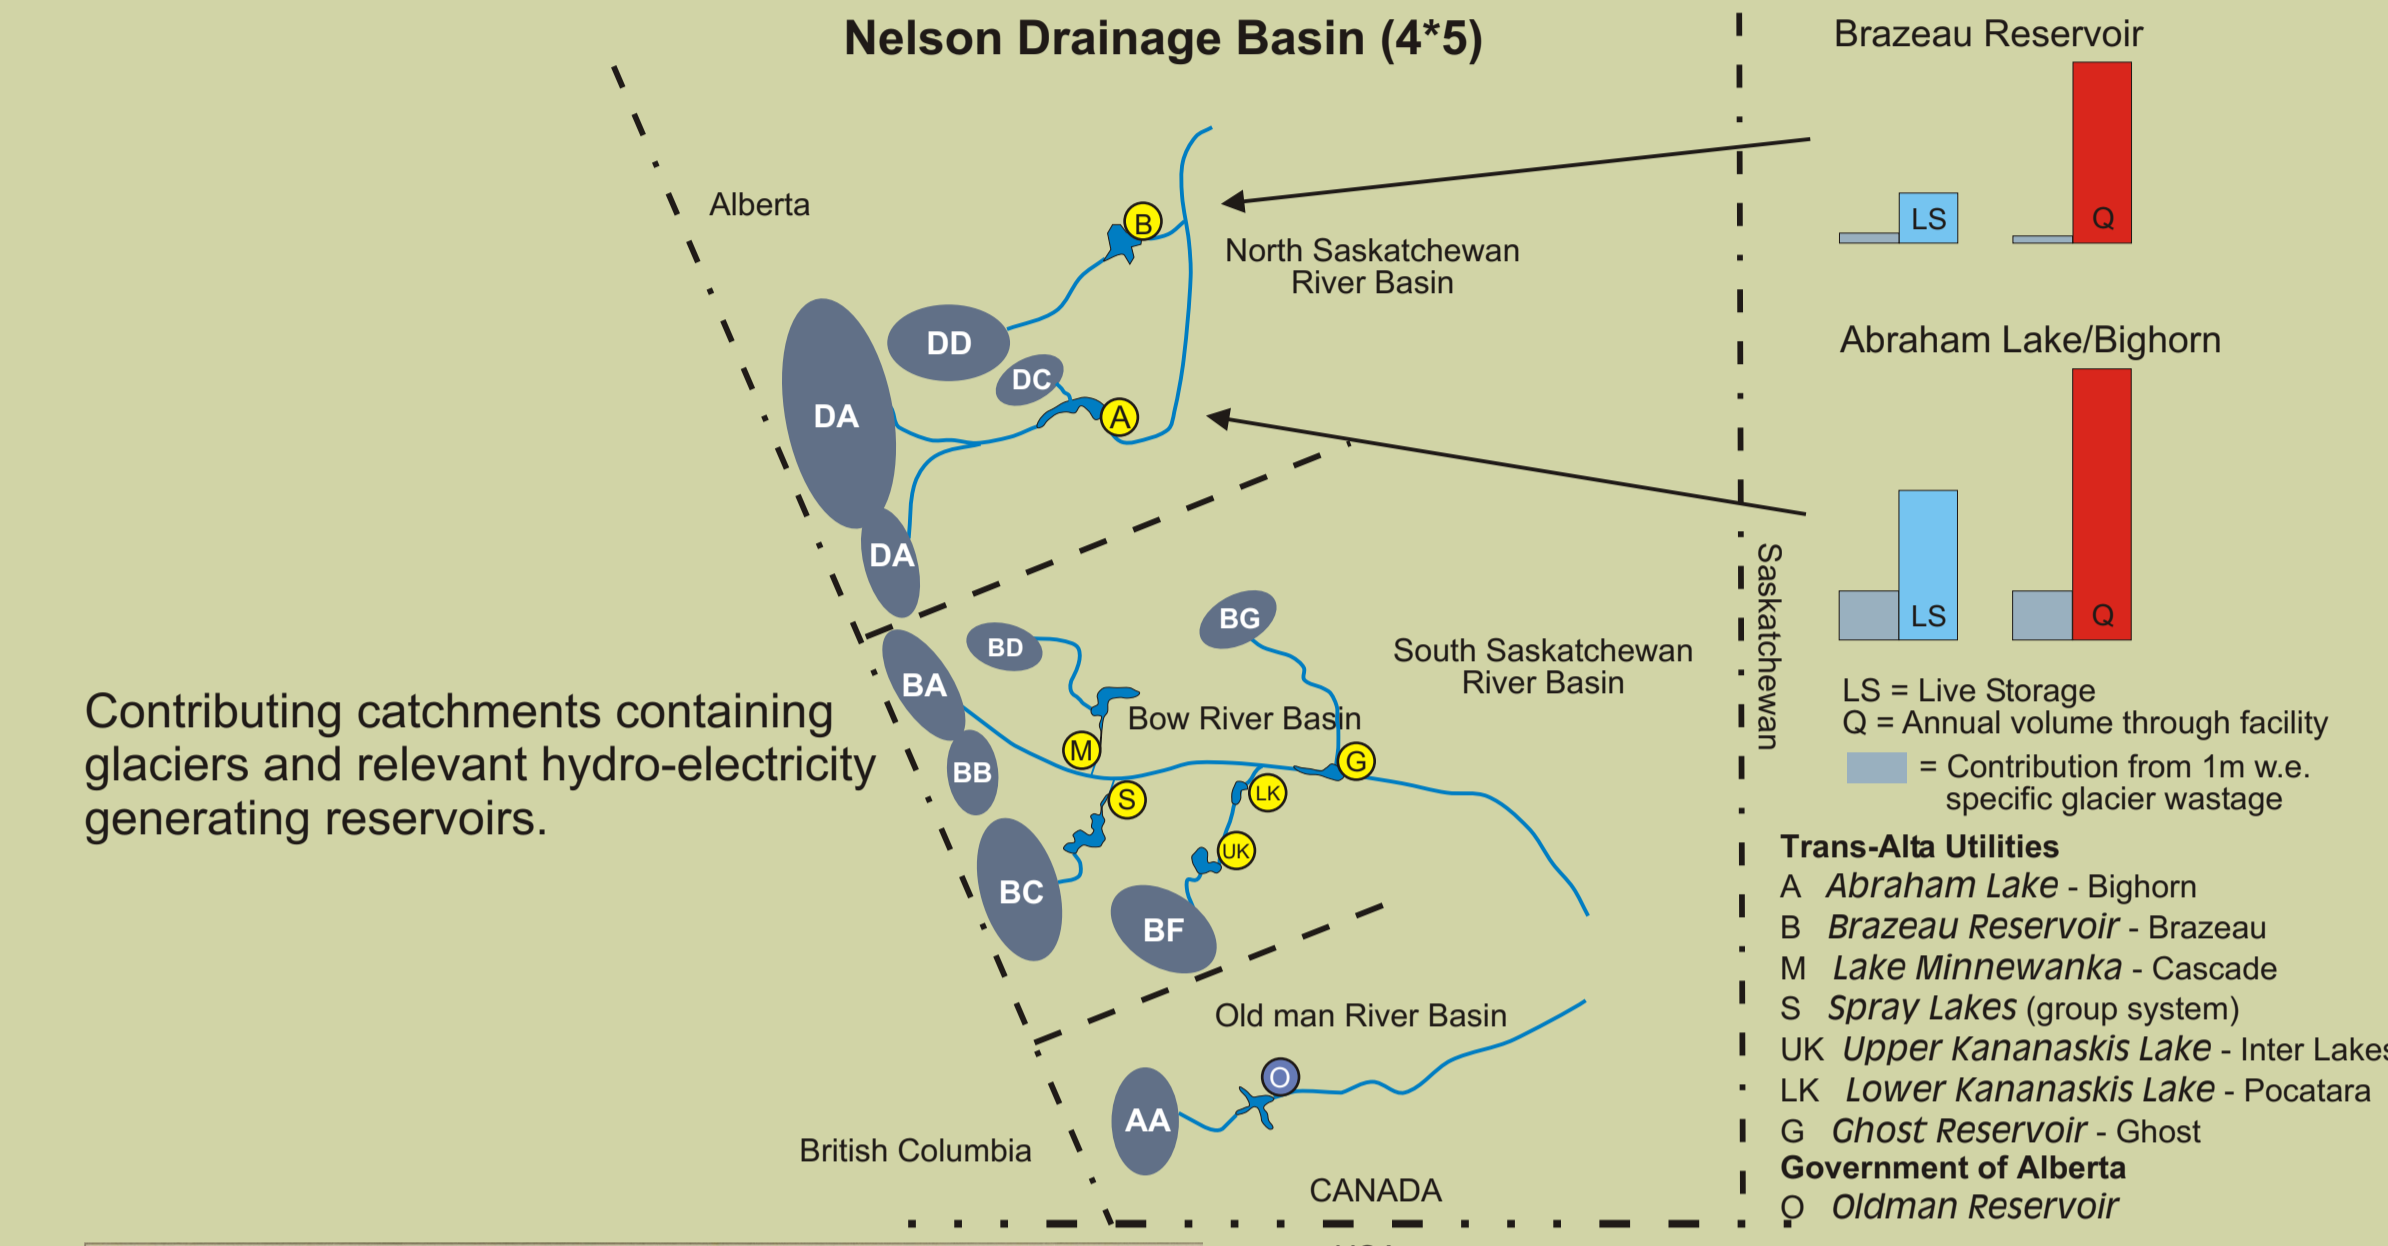 Nelson Drainage Basin (4*5)
Alberta
B
North Saskatchewan
River Basin
DD
DC
DA
A
DA
BD
BG
BA
South Saskatchewan
River Basin
Bow River Basin
M
G
BB
S
LK
UK
BC
BF
Old man River Basin
O
AA
British Columbia
CANADA
Contributing catchments containing
glaciers and relevant hydro-electricity
generating reservoirs.
Saskatchewan
Brazeau Reservoir
LS
Q
Abraham Lake/Bighorn
LS
Q
LS = Live Storage
Q = Annual volume through facility
= Contribution from 1m w.e.
specific glacier wastage
Trans-Alta Utilities
A Abraham Lake - Bighorn
B Brazeau Reservoir - Brazeau
M Lake Minnewanka - Cascade
S Spray Lakes (group system)
UK Upper Kananaskis Lake - Inter Lakes
LK Lower Kananaskis Lake - Pocatara
G Ghost Reservoir - Ghost
Government of Alberta
O Oldman Reservoir